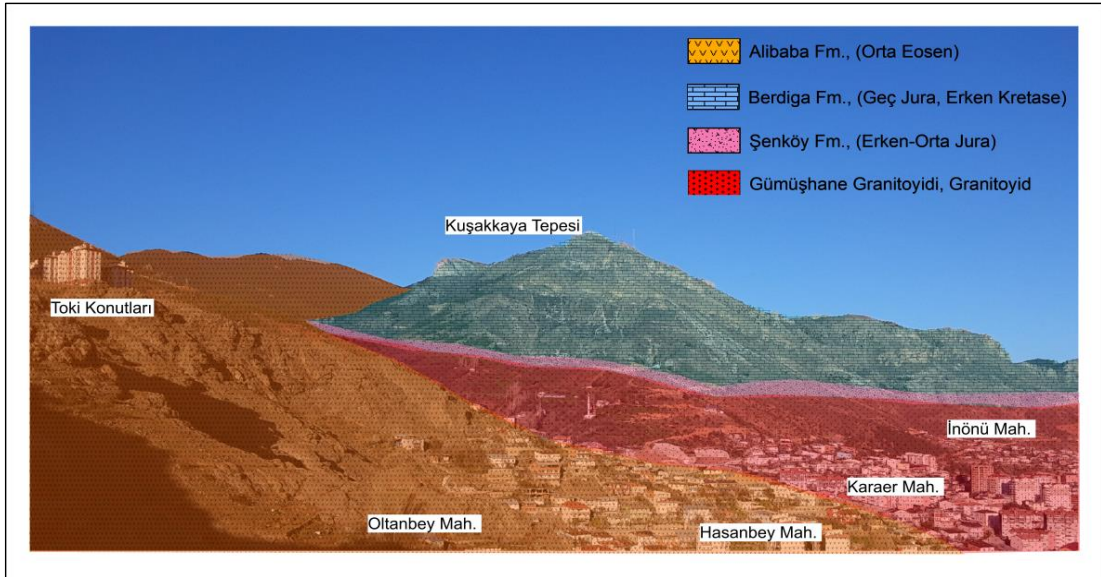 Alibaba Fm., (Orta Eosen)
Berdiga Fm., (Geç Jura, Erken Kretase)
Şenköy Fm., (Erken-Orta Jura)
Gümüşhane Granitoyidi, Granitoyid
Kuşakkaya Tepesi
Toki Konutları
İnönü Mah.
Karaer Mah.
Oltanbey Mah.
Hasanbey Mah.